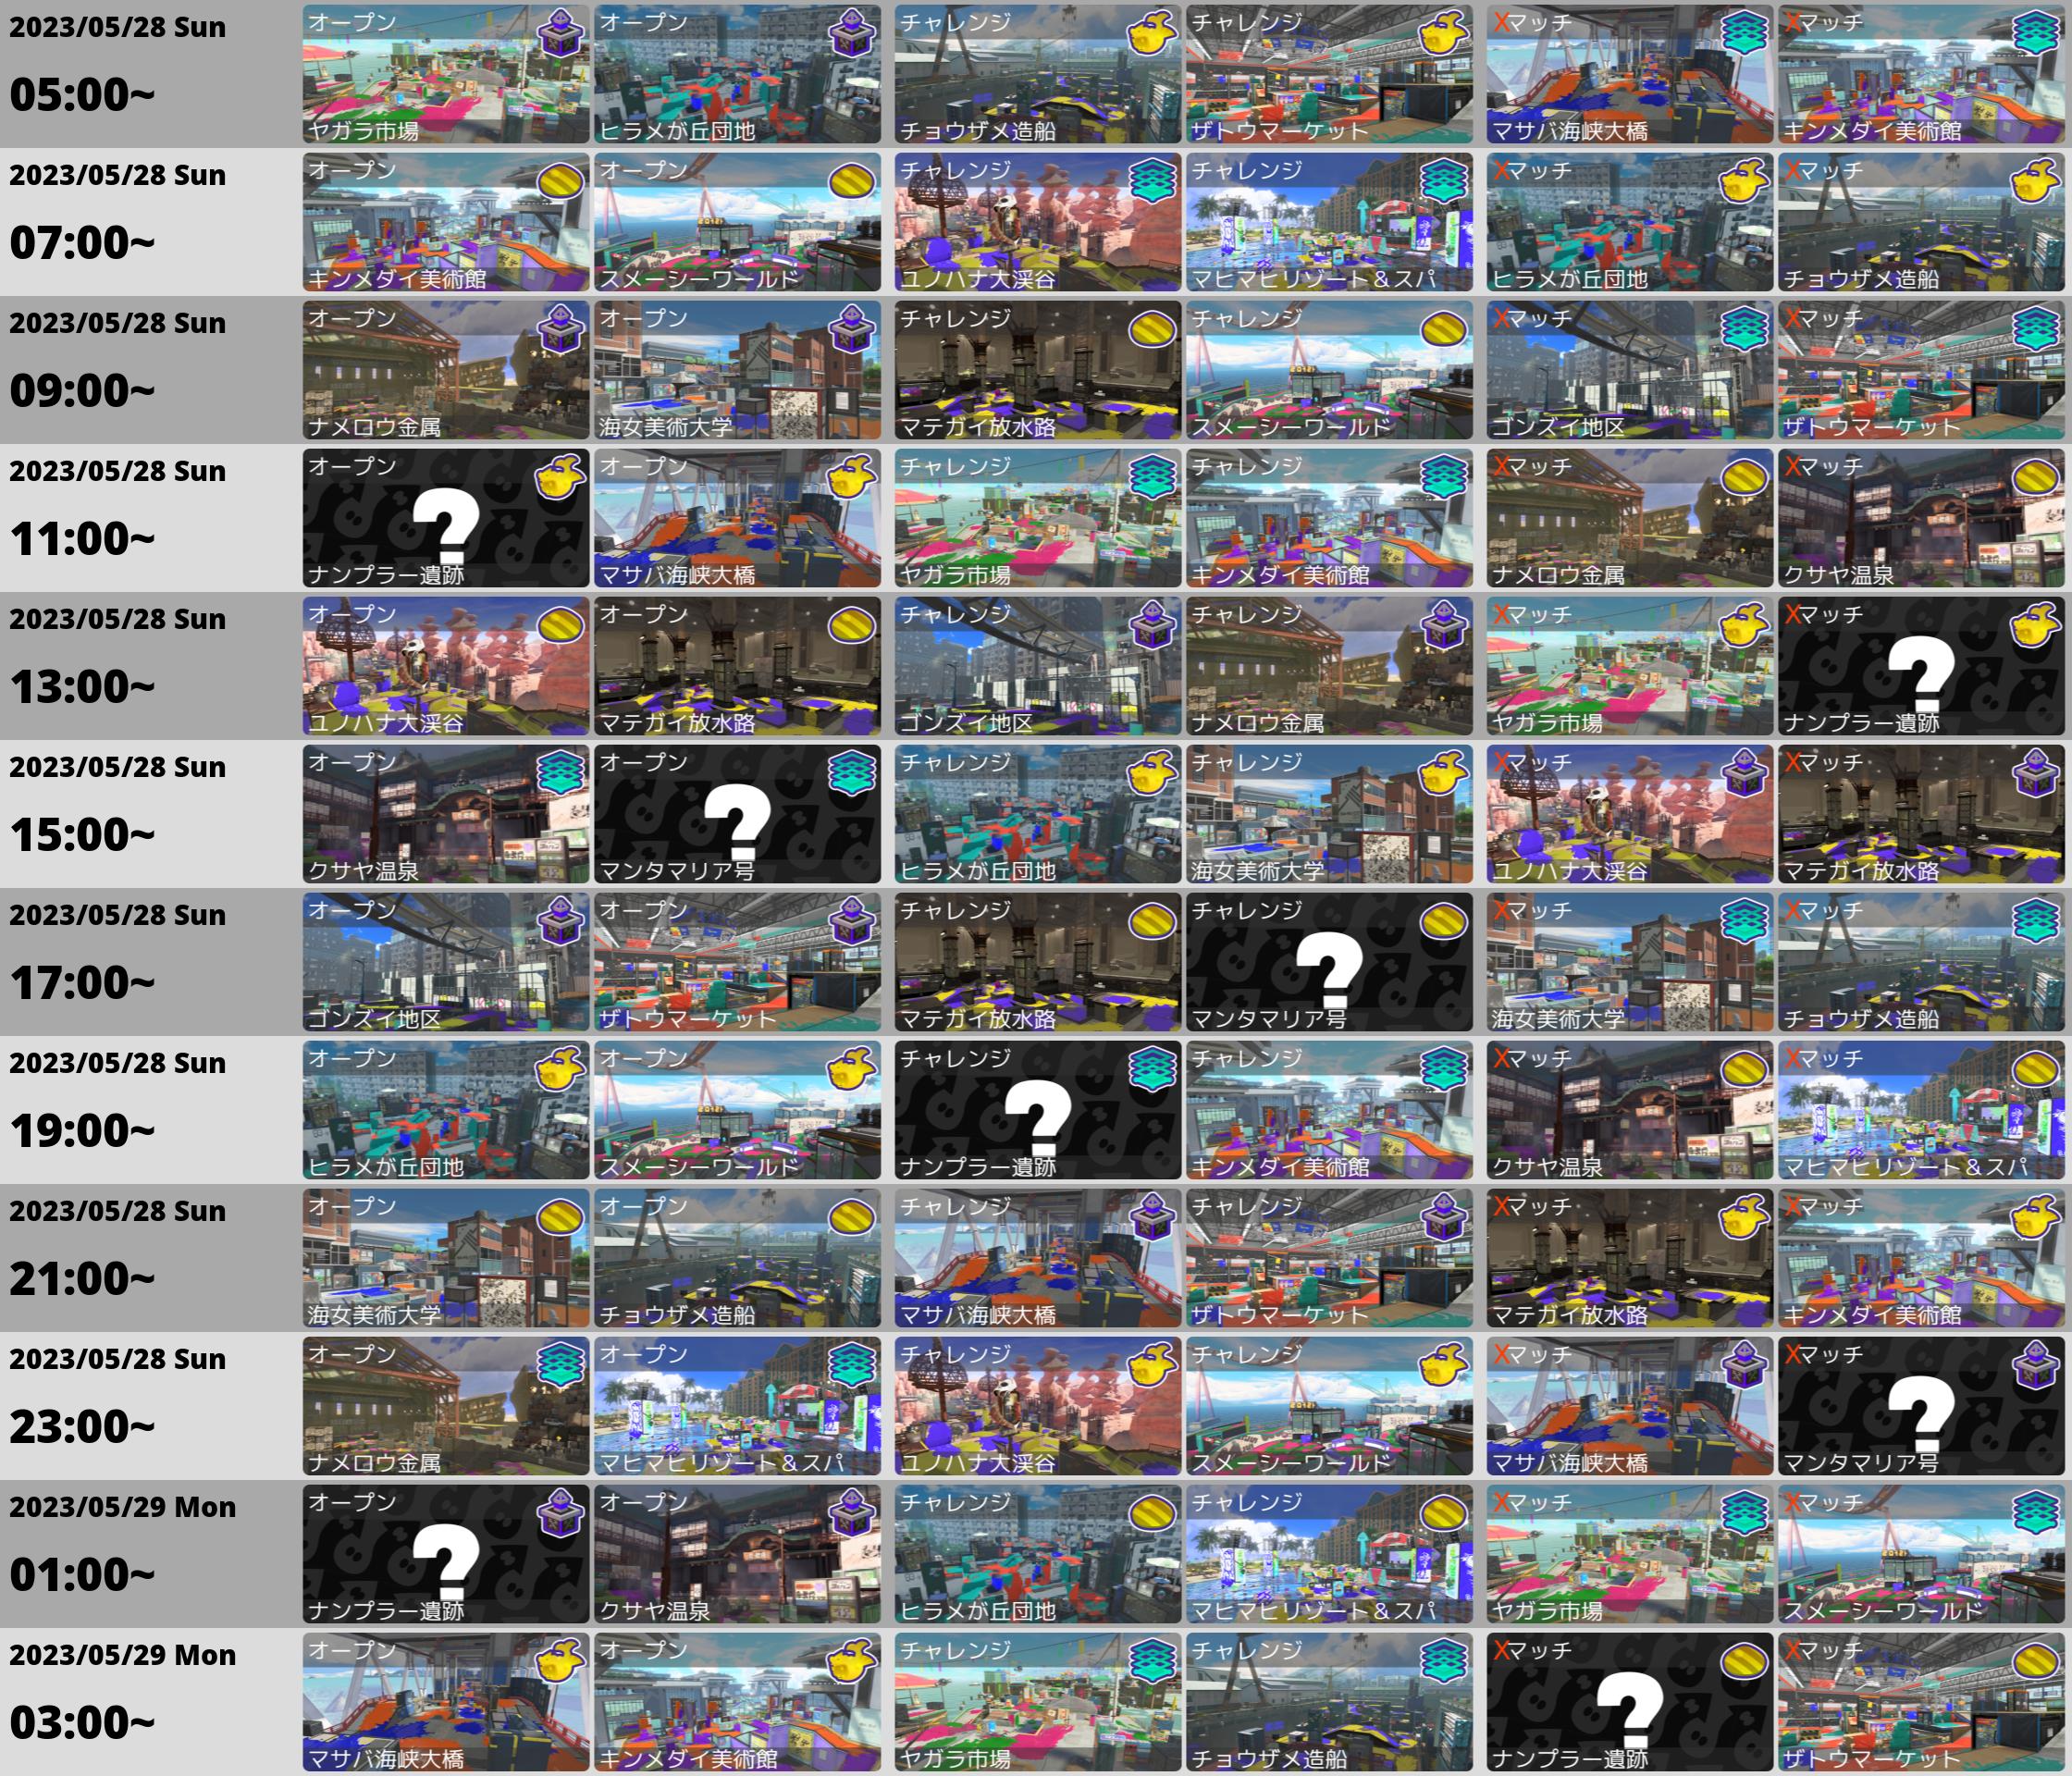 2023/05/28 Sun
05:00~
オープン
ヤガラ市場
オープン
ヒラメが丘団地
チャレンジ
チョウザメ造船
チャレンジ
ザトウマーケット
Xマッチ
マサバ海峡大橋
Xマッチ
キンメダイ美術館
2023/05/28 Sun
07:00~
オープン
キンメダイ美術館
オープン
スメーシーワールド
チャレンジ
ユノハナ大渓谷
チャレンジ
マヒマヒリゾート＆スパ
Xマッチ
ヒラメが丘団地
Xマッチ
チョウザメ造船
2023/05/28 Sun
09:00~
オープン
ナメロウ金属
オープン
海女美術大学
チャレンジ
マテガイ放水路
チャレンジ
スメーシーワールド
Xマッチ
ゴンズイ地区
Xマッチ
ザトウマーケット
2023/05/28 Sun
11:00~
オープン
?
ナンプラー遺跡
オープン
マサバ海峡大橋
チャレンジ
ヤガラ市場
チャレンジ
キンメダイ美術館
Xマッチ
ナメロウ金属
Xマッチ
クサヤ温泉
2023/05/28 Sun
13:00~
オープン
ユノハナ大渓谷
オープン
マテガイ放水路
チャレンジ
ゴンズイ地区
チャレンジ
ナメロウ金属
Xマッチ
ヤガラ市場
Xマッチ
?
ナンプラー遺跡
2023/05/28 Sun
15:00~
オープン
クサヤ温泉
オープン
?
マンタマリア号
チャレンジ
ヒラメが丘団地
チャレンジ
海女美術大学
Xマッチ
ユノハナ大渓谷
Xマッチ
マテガイ放水路
2023/05/28 Sun
17:00~
オープン
ゴンズイ地区
オープン
ザトウマーケット
チャレンジ
マテガイ放水路
チャレンジ
?
マンタマリア号
Xマッチ
海女美術大学
Xマッチ
チョウザメ造船
2023/05/28 Sun
19:00~
オープン
ヒラメが丘団地
オープン
スメーシーワールド
チャレンジ
?
ナンプラー遺跡
チャレンジ
キンメダイ美術館
Xマッチ
クサヤ温泉
Xマッチ
マヒマヒリゾート＆スパ
2023/05/28 Sun
21:00~
オープン
海女美術大学
オープン
チョウザメ造船
チャレンジ
マサバ海峡大橋
チャレンジ
ザトウマーケット
Xマッチ
マテガイ放水路
Xマッチ
キンメダイ美術館
2023/05/28 Sun
23:00~
オープン
ナメロウ金属
オープン
マヒマヒリゾート＆スパ
チャレンジ
ユノハナ大渓谷
チャレンジ
スメーシーワールド
Xマッチ
マサバ海峡大橋
Xマッチ
?
マンタマリア号
2023/05/29 Mon
01:00~
オープン
?
ナンプラー遺跡
オープン
クサヤ温泉
チャレンジ
ヒラメが丘団地
チャレンジ
マヒマヒリゾート＆スパ
Xマッチ
ヤガラ市場
Xマッチ
スメーシーワールド
2023/05/29 Mon
03:00~
オープン
マサバ海峡大橋
オープン
キンメダイ美術館
チャレンジ
ヤガラ市場
チャレンジ
チョウザメ造船
Xマッチ
?
ナンプラー遺跡
Xマッチ
ザトウマーケット